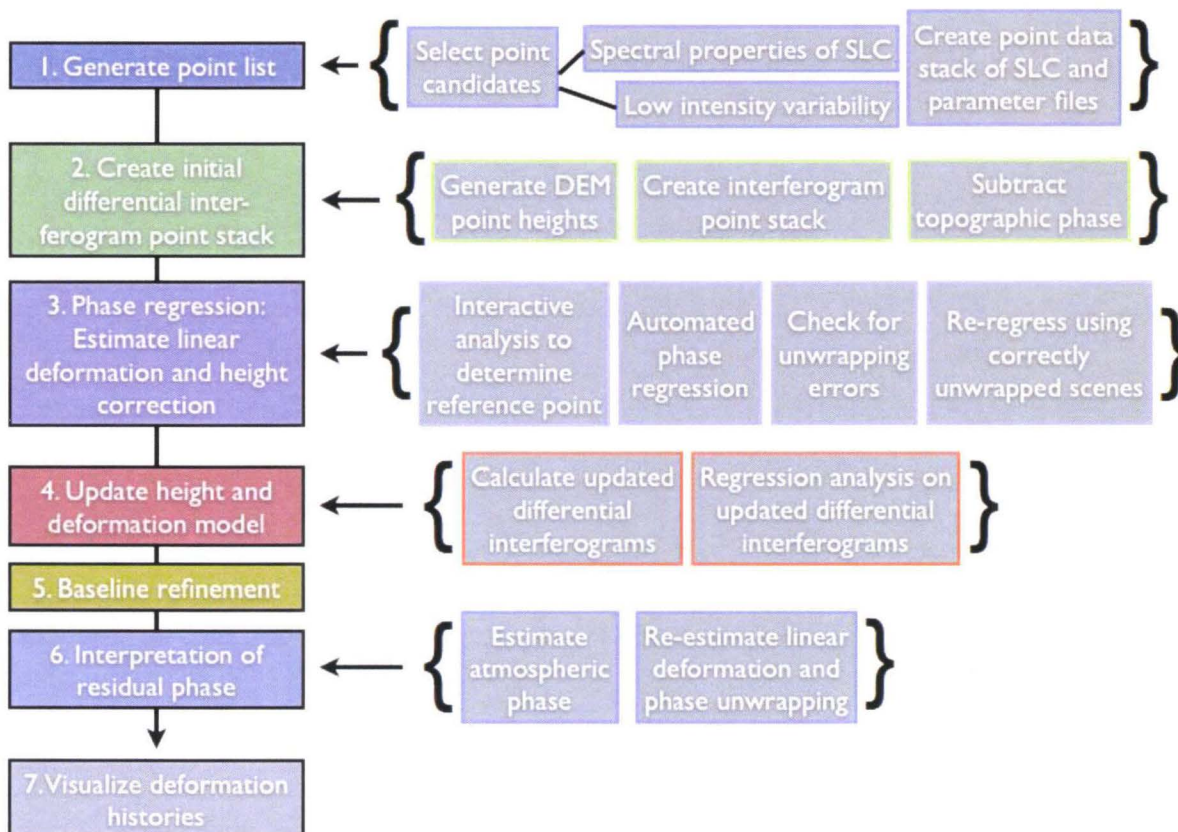 1. Generate point list
Select point
candidates
Spectral properties of SLC
Low intensity variability
Create point data
stack of SLC and
parameter files
2. Create initial
differential inter-
ferogram point stack
Generate DEM
point heights
Create interferogram
point stack
Subtract
topographic phase
3. Phase regression:
Estimate linear
deformation and height
correction
Interactive
analysis to
determine
reference point
Automated
phase
regression
Check for
unwrapping
errors
Re-regress using
correctly
unwrapped scenes
4. Update height and
deformation model
Calculate updated
differential
interferograms
Regression analysis on
updated differential
interferograms
5. Baseline refinement
6. Interpretation of
residual phase
Estimate
atmospheric
phase
Re-estimate linear
deformation and
phase unwrapping
7. Visualize deformation
histories